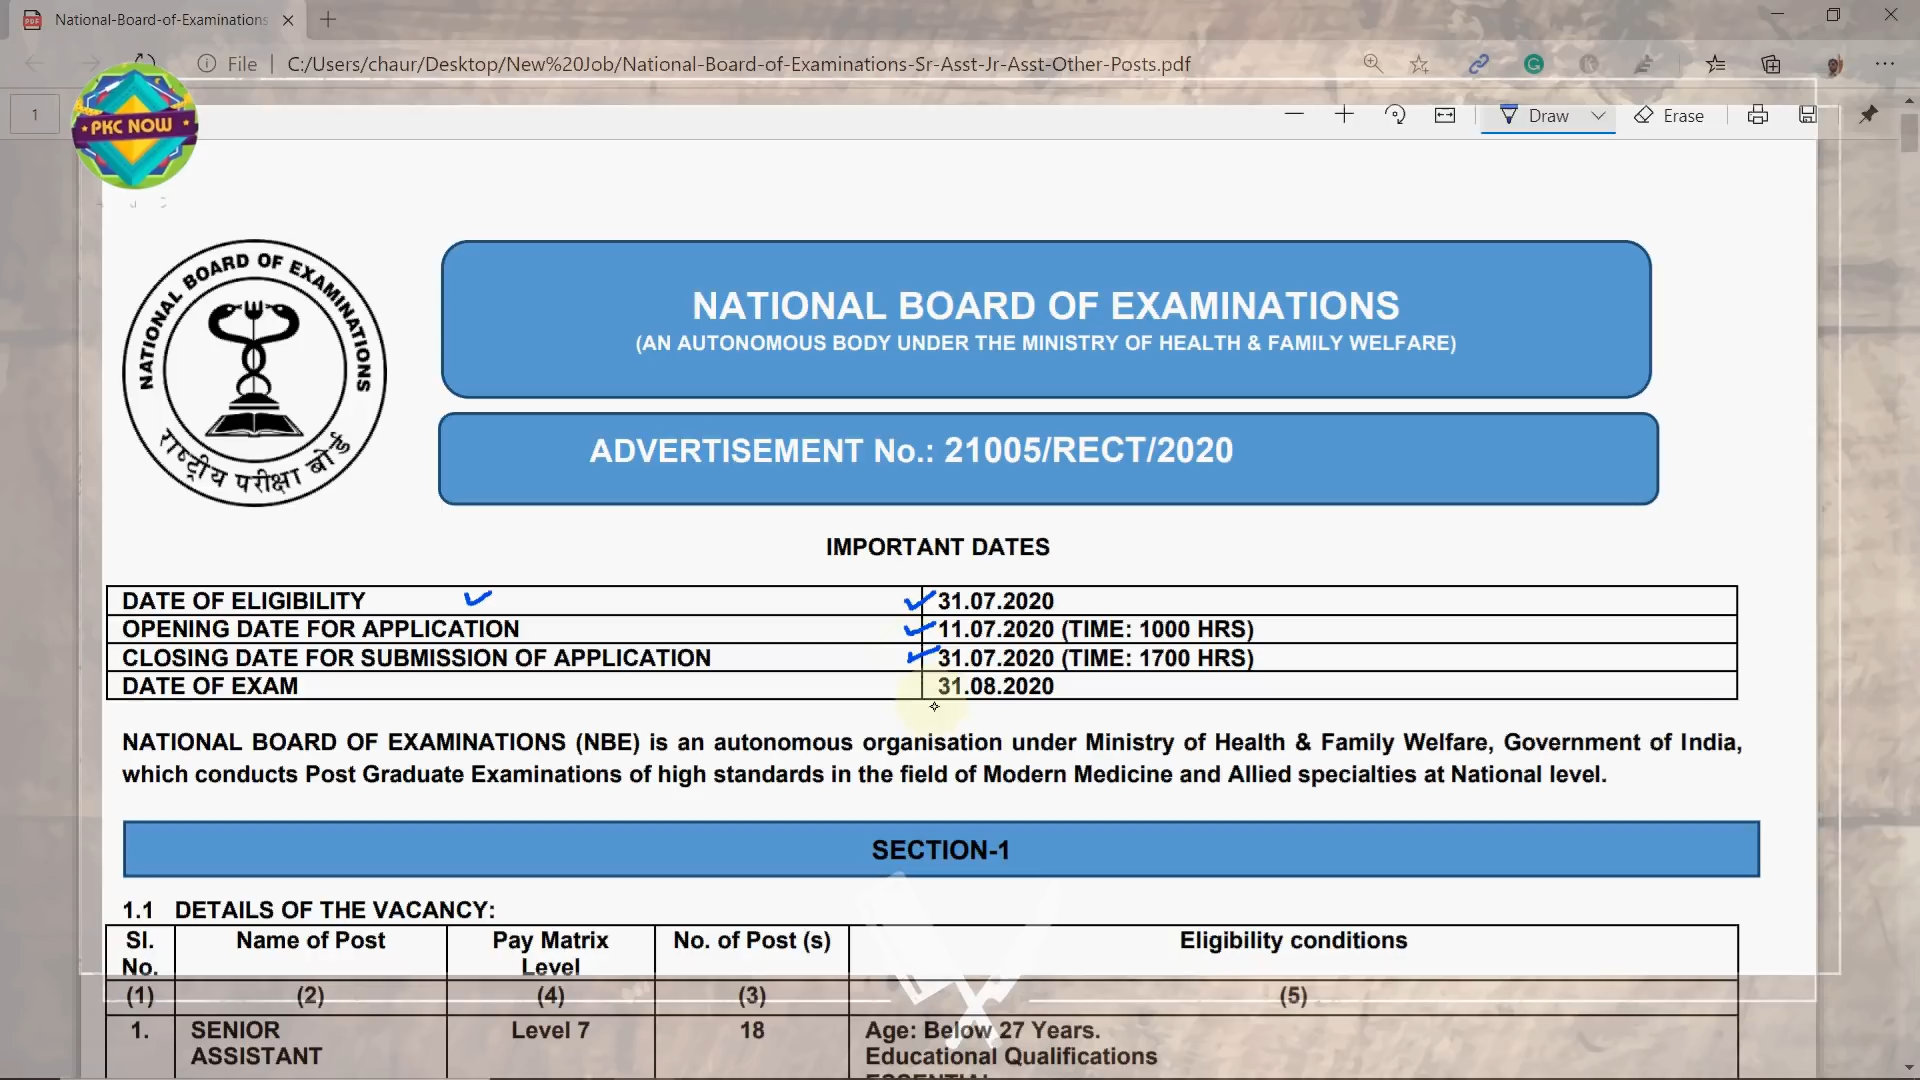 National-Board-of-Examinations
File
C:/Users/chaur/Desktop/New%20Job/National-Board-of-Examinations-Sr-Asst-Jr-Asst-Other-Posts.pdf
1
Draw
Erase
PKC NOW
NATIONAL BOARD OF EXAMINATIONS
राष्ट्रीय परीक्षा बोर्ड
NATIONAL BOARD OF EXAMINATIONS
(AN AUTONOMOUS BODY UNDER THE MINISTRY OF HEALTH & FAMILY WELFARE)
ADVERTISEMENT No.: 21005/RECT/2020
IMPORTANT DATES
DATE OF ELIGIBILITY 31.07.2020
OPENING DATE FOR APPLICATION 11.07.2020 (TIME: 1000 HRS)
CLOSING DATE FOR SUBMISSION OF APPLICATION 31.07.2020 (TIME: 1700 HRS)
DATE OF EXAM 31.08.2020
NATIONAL BOARD OF EXAMINATIONS (NBE) is an autonomous organisation under Ministry of Health & Family Welfare, Government of India,
which conducts Post Graduate Examinations of high standards in the field of Modern Medicine and Allied specialties at National level.
SECTION-1
1.1 DETAILS OF THE VACANCY:
Sl. Name of Post Pay Matrix No. of Post (s) Eligibility conditions
No. Level
(1) (2) (4) (3) (5)
1. SENIOR Level 7 18 Age: Below 27 Years.
ASSISTANT Educational Qualifications